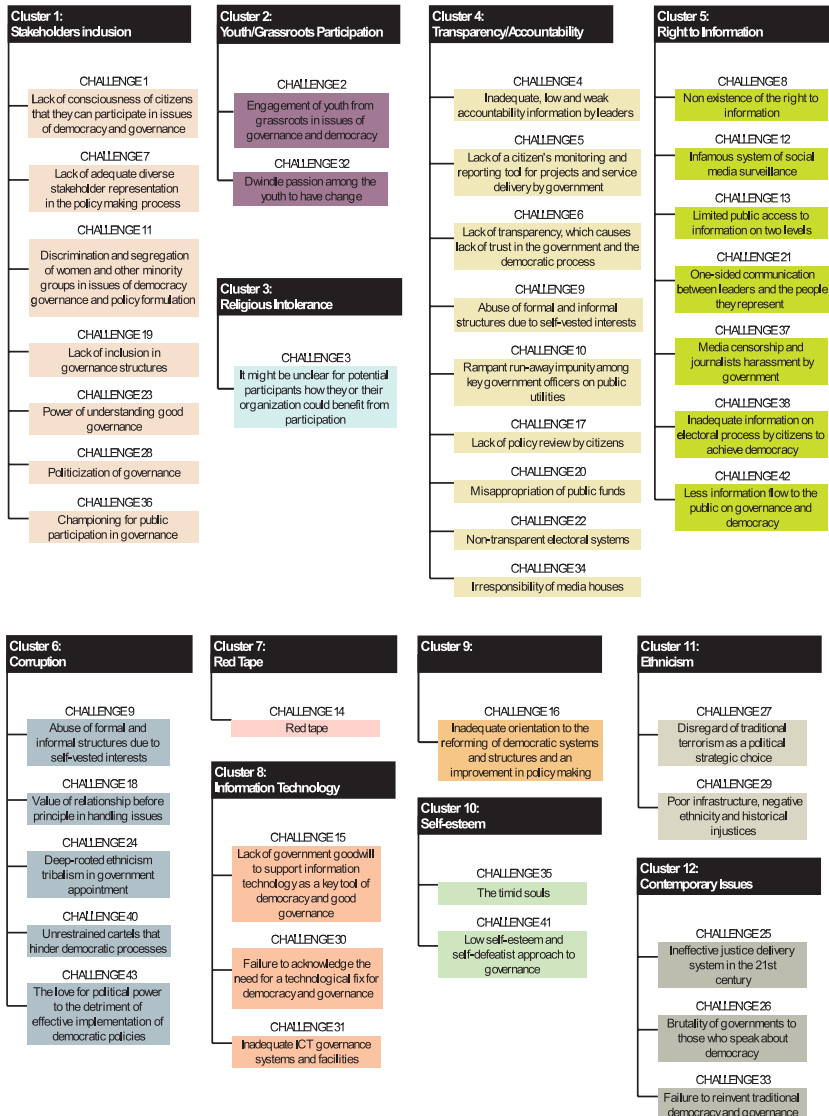 Cluster 1:
Stakeholders inclusion
CHALLENGE 1
Lack of consciousness of citizens
that they can participate in issues
of democracy and governance
CHALLENGE 7
Lack of adequate diverse
stakeholder representation
in the policy making process
CHALLENGE 11
Discrimination and segregation
of women and other minority
groups in issues of democracy
governance and policy formulation
CHALLENGE 19
Lack of inclusion in
governance structures
CHALLENGE 23
Power of understanding good
governance
CHALLENGE 28
Politicization of governance
CHALLENGE 36
Championing for public
participation in governance
Cluster 2:
Youth/Grassroots Participation
CHALLENGE 2
Engagement of youth from
grassroots in issues of
governance and democracy
CHALLENGE 32
Dwindle passion among the
youth to have change
Cluster 3:
Religious Intolerance
CHALLENGE 3
It might be unclear for potential
participants how they or their
organization could benefit from
participation
Cluster 4:
Transparency/Accountability
CHALLENGE 4
Inadequate, low and weak
accountability information by leaders
CHALLENGE 5
Lack of a citizen's monitoring and
reporting tool for projects and service
delivery by government
CHALLENGE 6
Lack of transparency, which causes
lack of trust in the government and the
democratic process
CHALLENGE 9
Abuse of formal and informal
structures due to self-vested interests
CHALLENGE 10
Rampant run-away impunity among
key government officers on public
utilities
CHALLENGE 17
Lack of policy review by citizens
CHALLENGE 20
Misappropriation of public funds
CHALLENGE 22
Non-transparent electoral systems
CHALLENGE 34
Irresponsibility of media houses
Cluster 5:
Right to Information
CHALLENGE 8
Non existence of the right to
information
CHALLENGE 12
Infamous system of social
media surveillance
CHALLENGE 13
Limited public access to
information on two levels
CHALLENGE 21
One-sided communication
between leaders and the people
they represent
CHALLENGE 37
Media censorship and
journalists harassment by
government
CHALLENGE 38
Inadequate information on
electoral process by citizens to
achieve democracy
CHALLENGE 42
Less information flow to the
public on governance and
democracy
Cluster 6:
Corruption
CHALLENGE 9
Abuse of formal and
informal structures due to
self-vested interests
CHALLENGE 18
Value of relationship before
principle in handling issues
CHALLENGE 24
Deep-rooted ethnicism
tribalism in government
appointment
CHALLENGE 40
Unrestrained cartels that
hinder democratic processes
CHALLENGE 43
The love for political power
to the detriment of
effective implementation of
democratic policies
Cluster 7:
Red Tape
CHALLENGE 14
Red tape
Cluster 8:
Information Technology
CHALLENGE 15
Lack of government goodwill
to support information
technology as a key tool of
democracy and good
governance
CHALLENGE 30
Failure to acknowledge the
need for a technological fix for
democracy and governance
CHALLENGE 31
Inadequate ICT governance
systems and facilities
Cluster 9:
CHALLENGE 16
Inadequate orientation to the
reforming of democratic systems
and structures and an
improvement in policy making
Cluster 10:
Self-esteem
CHALLENGE 35
The timid souls
CHALLENGE 41
Low self-esteem and
self-defeatist approach to
governance
Cluster 11:
Ethnicism
CHALLENGE 27
Disregard of traditional
terrorism as a political
strategic choice
CHALLENGE 29
Poor infrastructure, negative
ethnicity and historical
injustices
Cluster 12:
Contemporary Issues
CHALLENGE 25
Ineffective justice delivery
system in the 21st
century
CHALLENGE 26
Brutality of governments to
those who speak about
democracy
CHALLENGE 33
Failure to reinvent traditional
democracy and governance